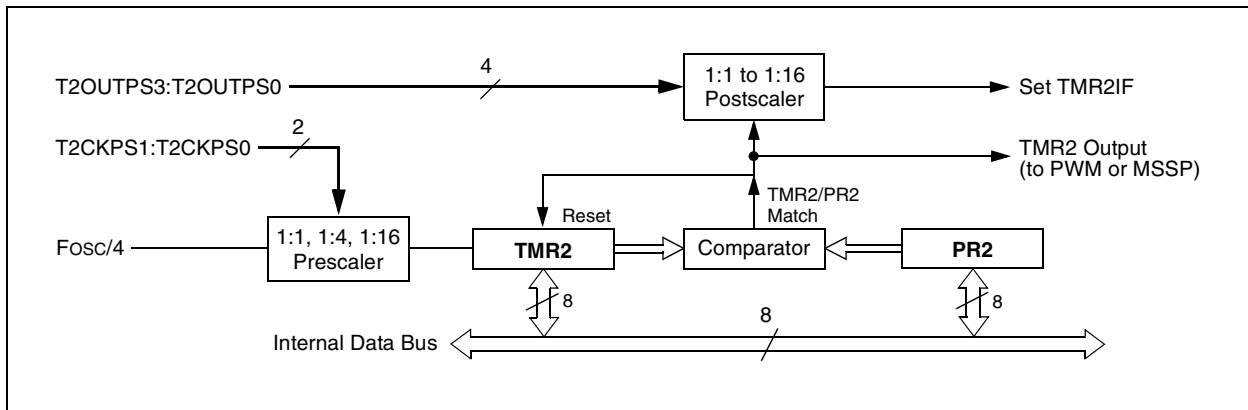 T2OUTPS3:T2OUTPS0
4
1:1 to 1:16
Postscaler
Set TMR2IF
T2CKPS1:T2CKPS0
2
TMR2 Output
(to PWM or MSSP)
TMR2/PR2
Match
Reset
FOSC/4
1:1, 1:4, 1:16
Prescaler
TMR2
Comparator
PR2
8
8
8
Internal Data Bus